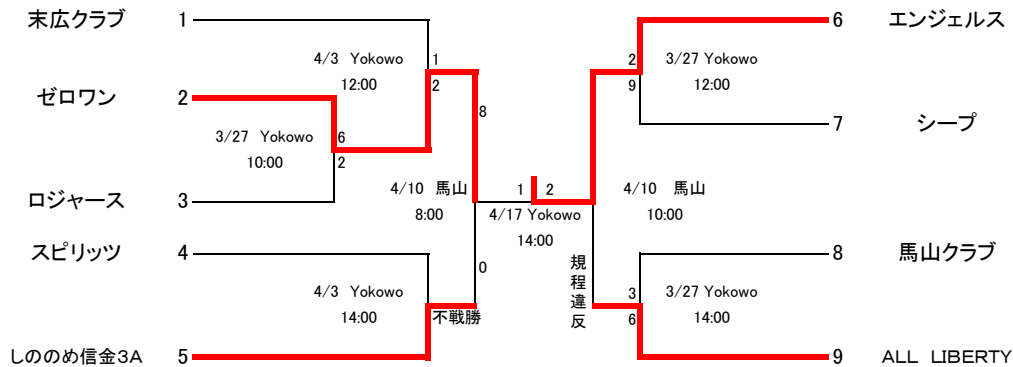 末広クラブ 1
6 エンジェルス
4/3 Yokowo
12:00
1
2
2
9
3/27 Yokowo
12:00
ゼロワン 2
8
7 シープ
3/27 Yokowo
10:00
6
2
ロジャース 3
4/10 馬山
8:00
1 2
4/17 Yokowo
14:00
4/10 馬山
10:00
スピリッツ 4
8 馬山クラブ
0
規程違反
4/3 Yokowo
14:00
不戦勝
3
6
3/27 Yokowo
14:00
しののめ信金3A 5
9 ALL LIBERTY